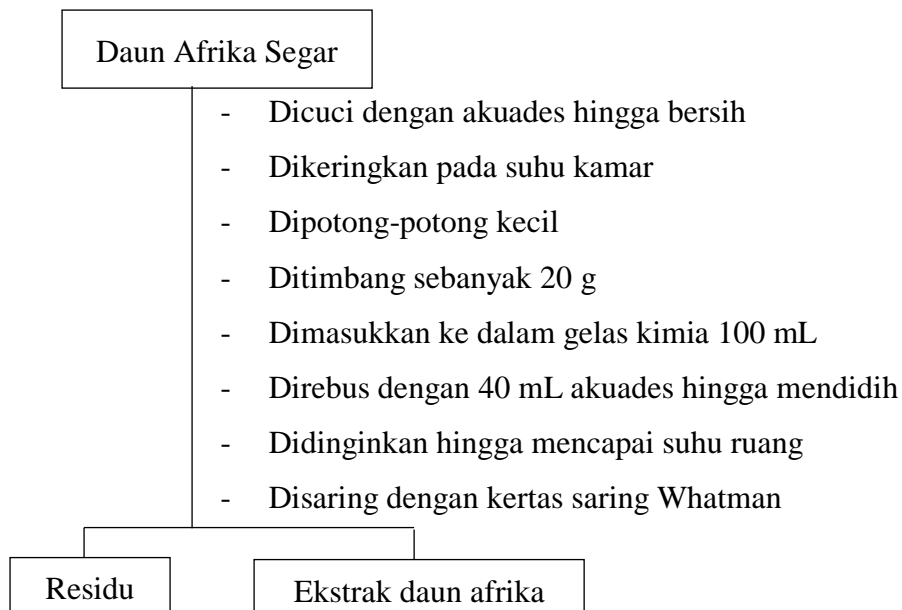 Daun Afrika Segar
- Dicuci dengan akuades hingga bersih
- Dikeringkan pada suhu kamar
- Dipotong-potong kecil
- Ditimbang sebanyak 20 g
- Dimasukkan ke dalam gelas kimia 100 mL
- Direbus dengan 40 mL akuades hingga mendidih
- Didinginkan hingga mencapai suhu ruang
- Disaring dengan kertas saring Whatman
Residu
Ekstrak daun afrika